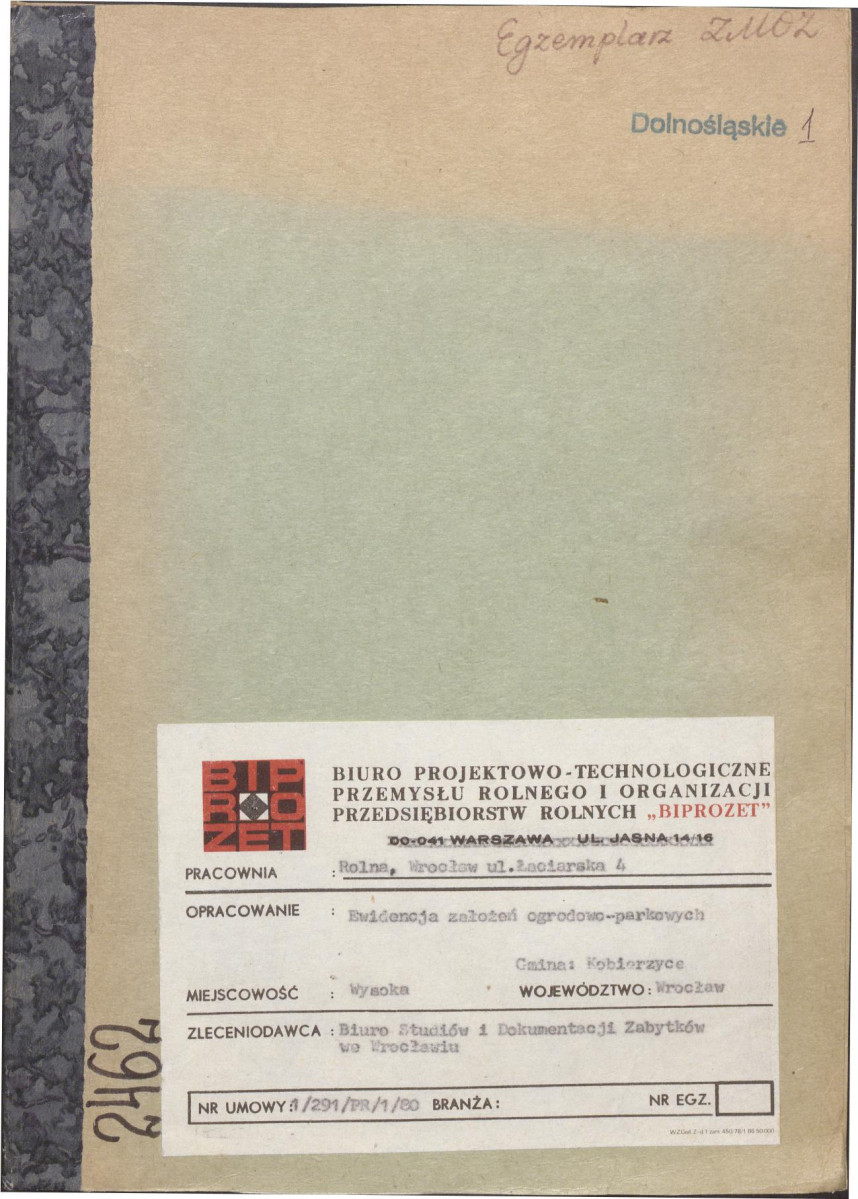 Egzemplarz ZMOZ
Dolnośląskie 1
BIPROZET
BIURO PROJEKTOWO-TECHNOLOGICZNE
PRZEMYSŁU ROLNEGO I ORGANIZACJI
PRZEDSIĘBIORSTW ROLNYCH „BIPROZET”
00-041 WARSZAWA UL. JASNA 14/16
PRACOWNIA : Rolna, Wrocław ul.Łaciarska 4
OPRACOWANIE : Ewidencja założeń ogrodowo-parkowych
Gmina: Kobierzyce
MIEJSCOWOŚĆ : Wysoka WOJEWÓDZTWO: Wrocław
ZLECENIODAWCA : Biuro Studiów i Dokumentacji Zabytków
we Wrocławiu
NR UMOWY: 1/291/PR/1/80 BRANŻA: NR EGZ.
2462